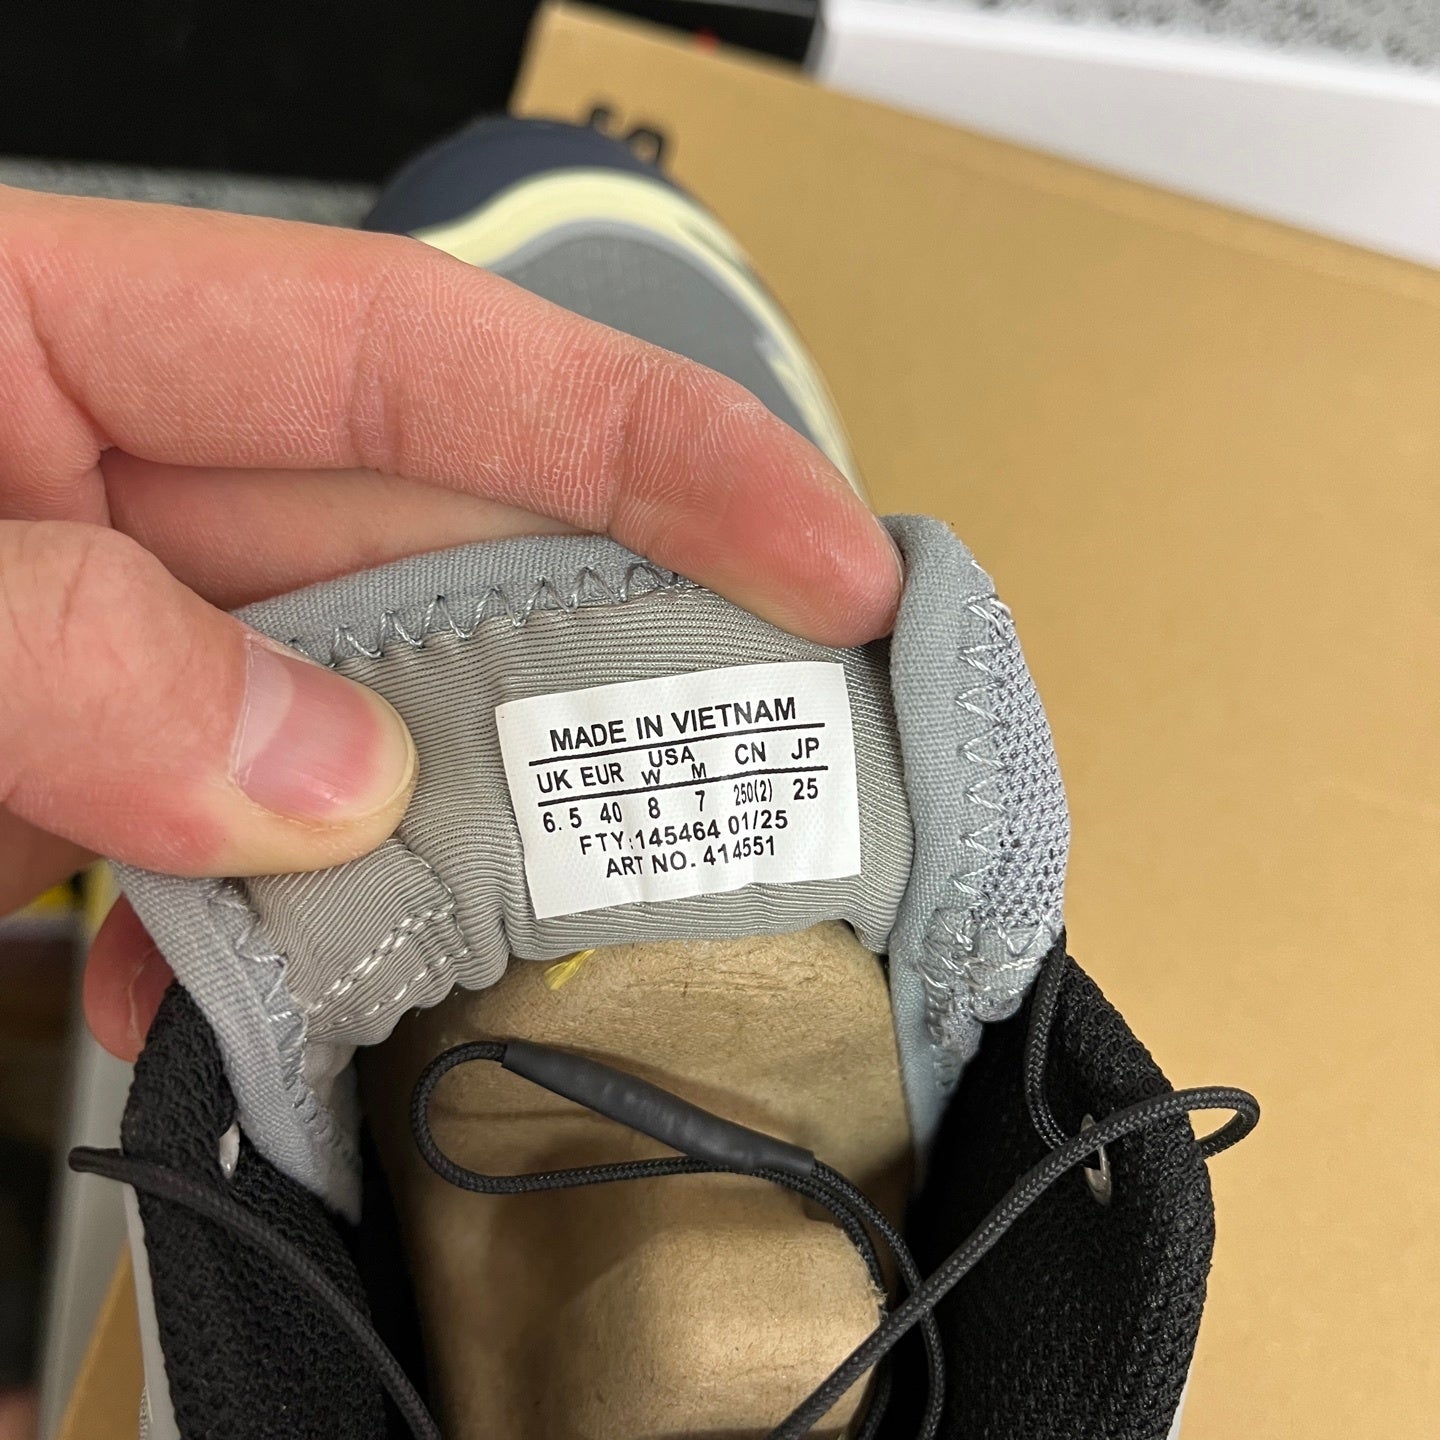 MADE IN VIETNAM
UK EUR USA CN JP
W M
6.5 40 8 7 250(2) 25
FTY:145464 01/25
ART NO. 414551